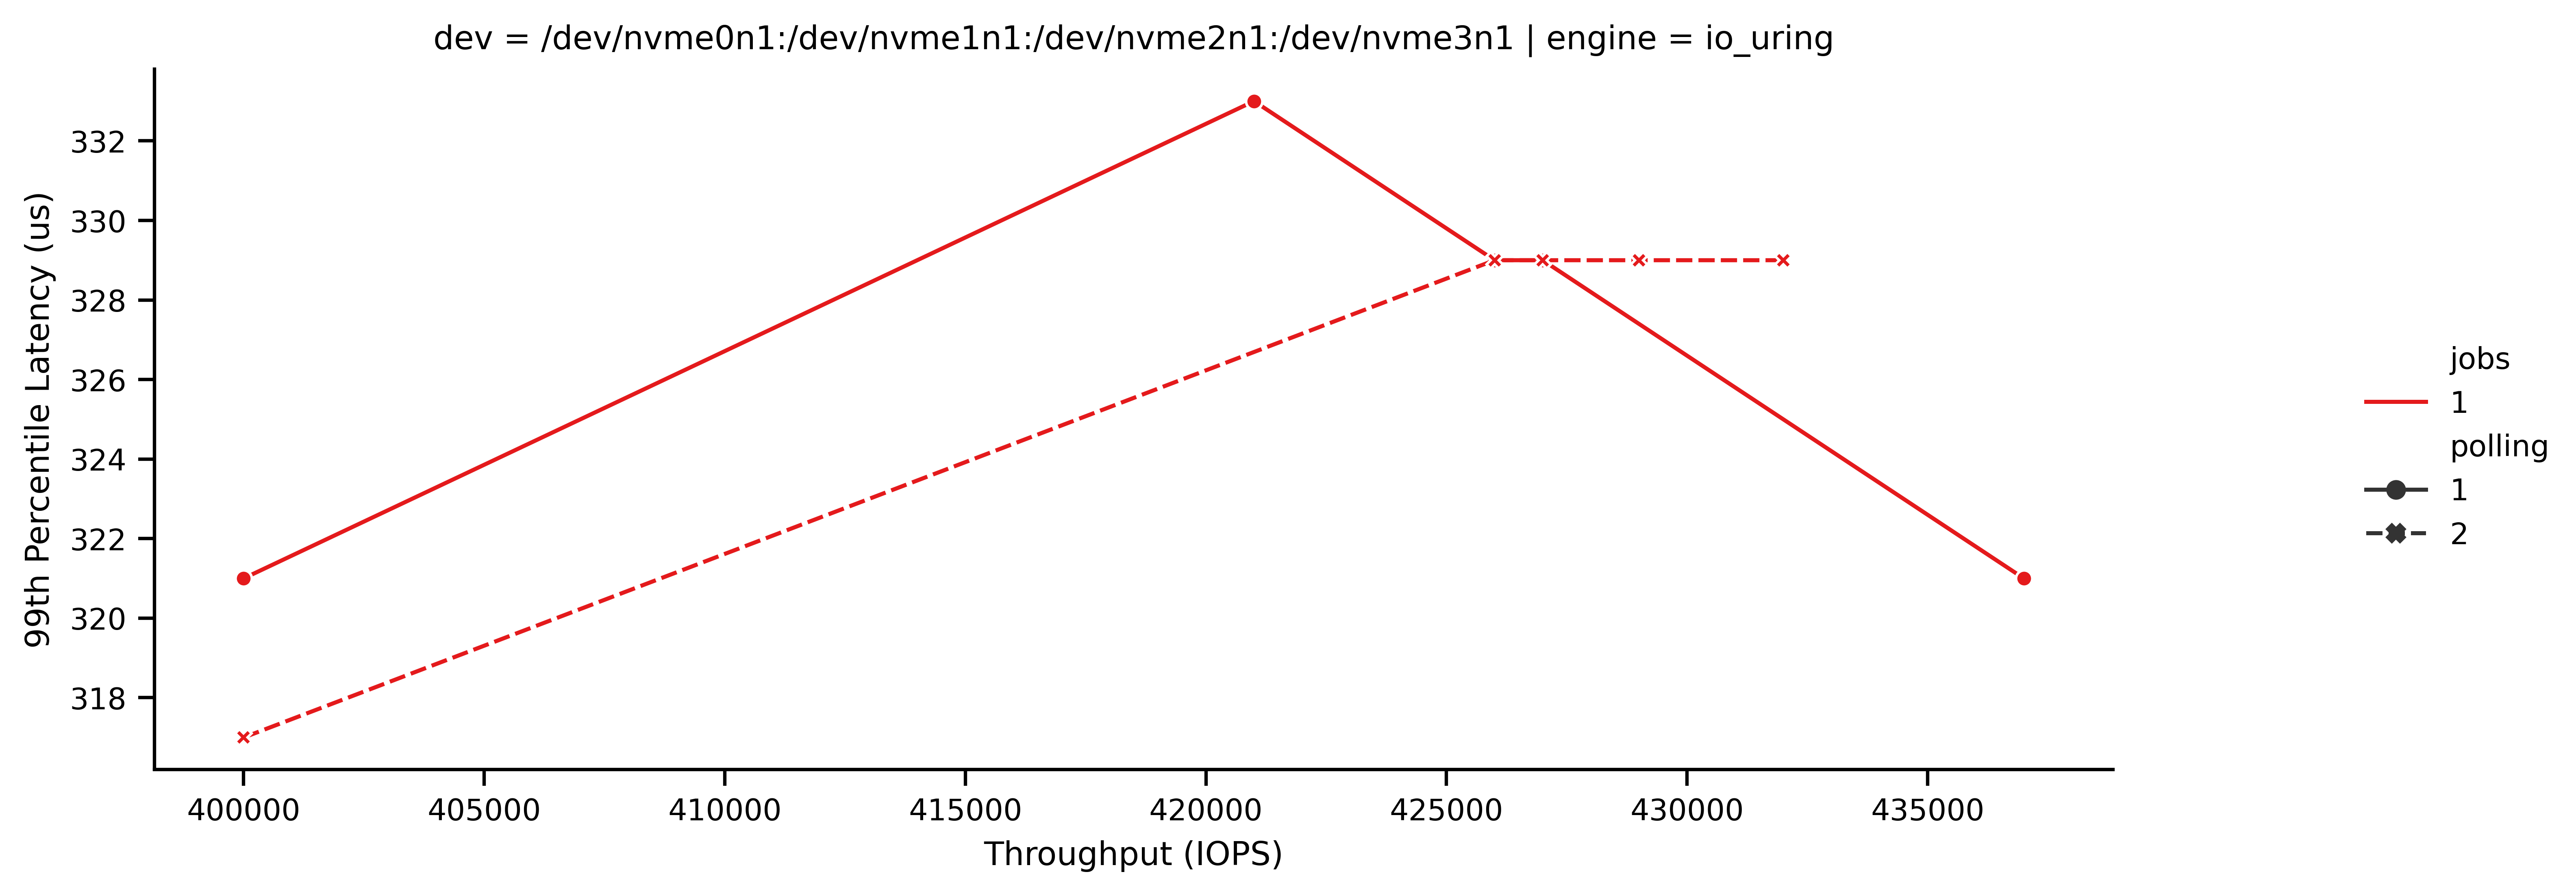 dev = /dev/nvme0n1:/dev/nvme1n1:/dev/nvme2n1:/dev/nvme3n1 | engine = io_uring
99th Percentile Latency (us)
332
330
328
326
324
322
320
318
400000 405000 410000 415000 420000 425000 430000 435000
Throughput (IOPS)
jobs
1
polling
1
2